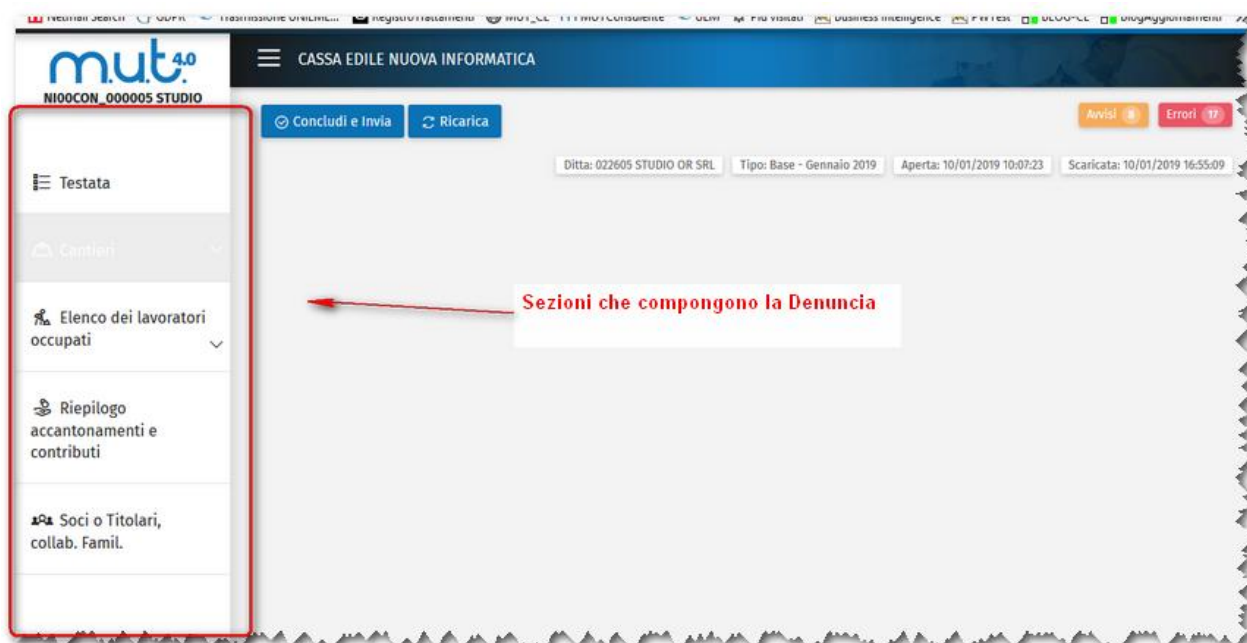 m.u.t. 4.0
NI00CON_000005 STUDIO
CASSA EDILE NUOVA INFORMATICA
Concludi e Invia
Ricarica
Avvisi 8
Errori 17
Ditta: 022605 STUDIO OR SRL
Tipo: Base - Gennaio 2019
Aperta: 10/01/2019 10:07:23
Scaricata: 10/01/2019 16:55:09
Testata
Cantieri
Elenco dei lavoratori
occupati
Riepilogo
accantonamenti e
contributi
Soci o Titolari,
collab. Famil.
Sezioni che compongono la Denuncia